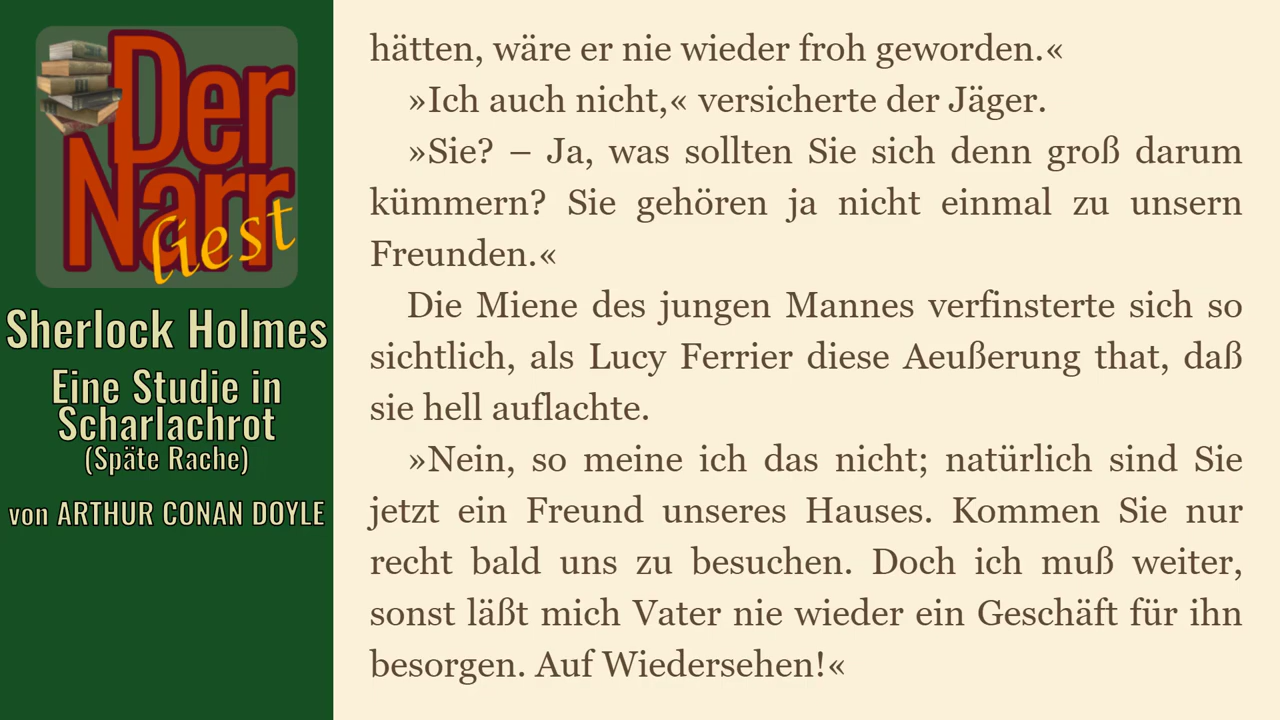 Der
Narr
liest
Sherlock Holmes
Eine Studie in
Scharlachrot
(Späte Rache)
von ARTHUR CONAN DOYLE
hätten, wäre er nie wieder froh geworden.«
»Ich auch nicht,« versicherte der Jäger.
»Sie? – Ja, was sollten Sie sich denn groß darum
kümmern? Sie gehören ja nicht einmal zu unsern
Freunden.«
Die Miene des jungen Mannes verfinsterte sich so
sichtlich, als Lucy Ferrier diese Aeußerung that, daß
sie hell auflachte.
»Nein, so meine ich das nicht; natürlich sind Sie
jetzt ein Freund unseres Hauses. Kommen Sie nur
recht bald uns zu besuchen. Doch ich muß weiter,
sonst läßt mich Vater nie wieder ein Geschäft für ihn
besorgen. Auf Wiedersehen!«